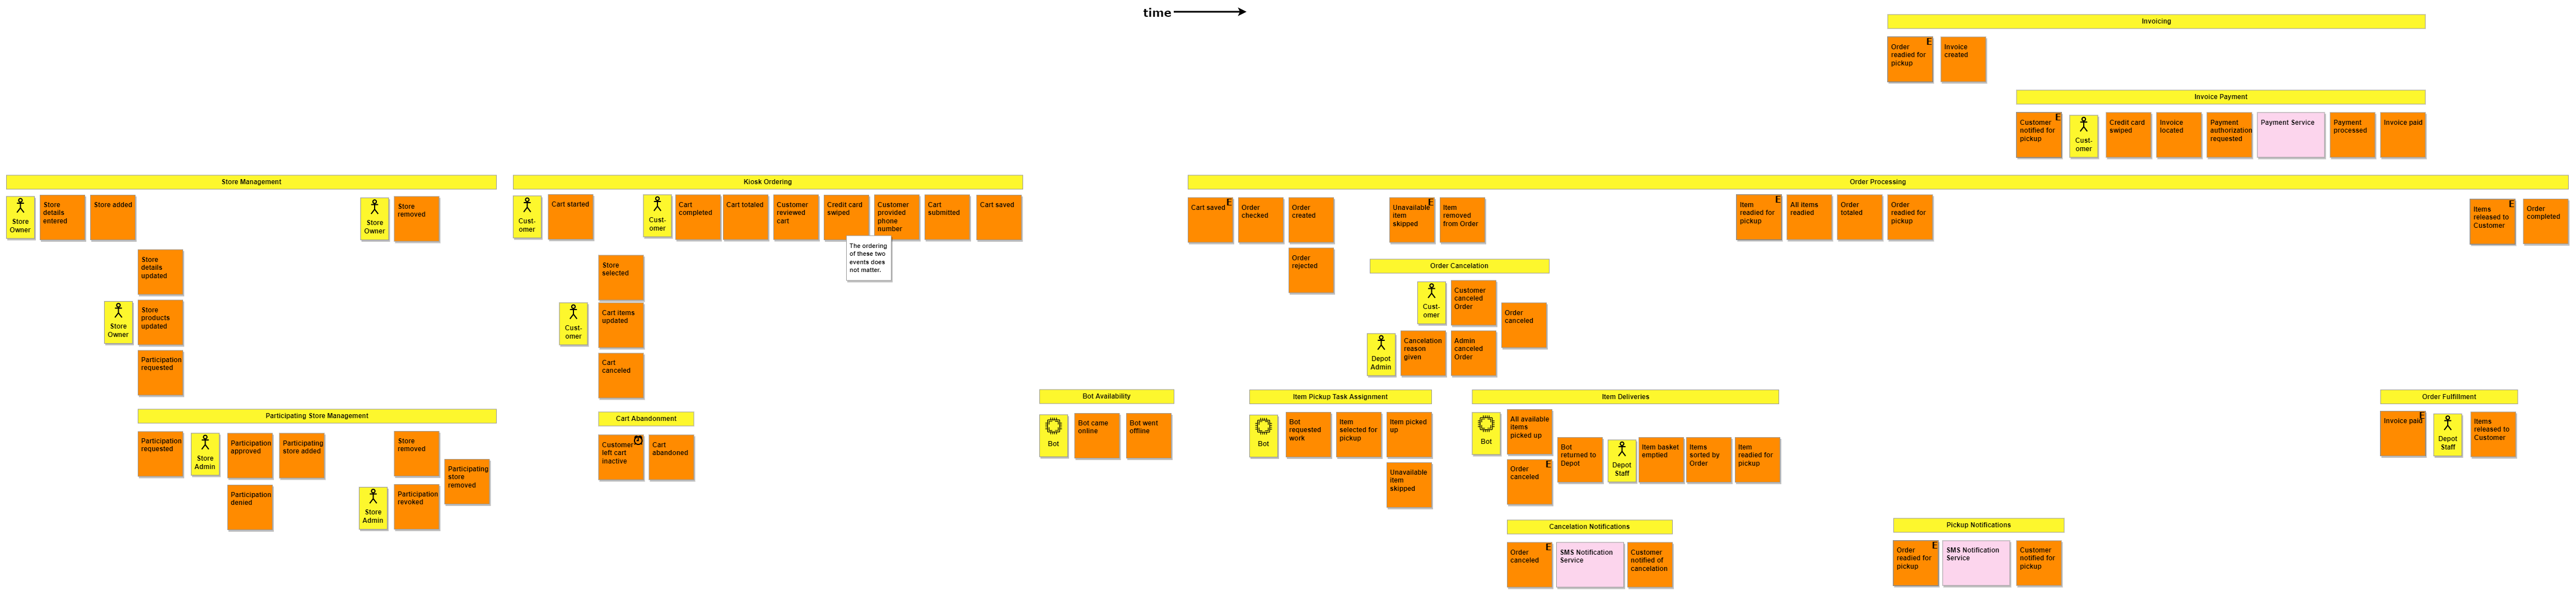 time
Invoicing
Order
readied for
pickup
E
Invoice
created
Invoice Payment
Customer
notified for
pickup
E
Cust-
omer
Credit card
swiped
Invoice
located
Payment
authorization
requested
Payment Service
Payment
processed
Invoice paid
Store Management
Store
Owner
Store
details
entered
Store added
Store
Owner
Store
removed
Store
details
updated
Store
Owner
Store
products
updated
Participation
requested
Participating Store Management
Participation
requested
Store
Admin
Participation
approved
Participating
store added
Participation
denied
Store
removed
Store
Admin
Participation
revoked
Participating
store
removed
Kiosk Ordering
Cust-
omer
Cart started
Cust-
omer
Cart
completed
Cart totaled
Customer
reviewed
cart
Credit card
swiped
Customer
provided
phone
number
Cart
submitted
Cart saved
The ordering
of these two
events does
not matter.
Store
selected
Cust-
omer
Cart items
updated
Cart
canceled
Cart Abandonment
Customer
left cart
inactive
Cart
abandoned
Bot Availability
Bot
Bot came
online
Bot went
offline
Order Processing
Cart saved
E
Order
checked
Order
created
Order
rejected
Unavailable
item
skipped
E
Item
removed
from Order
Item
readied for
pickup
E
All items
readied
Order
totaled
Order
readied for
pickup
Items
released to
Customer
E
Order
completed
Order Cancelation
Cust-
omer
Customer
canceled
Order
Depot
Admin
Cancelation
reason
given
Admin
canceled
Order
Order
canceled
Item Pickup Task Assignment
Bot
Bot
requested
work
Item
selected for
pickup
Item picked
up
Unavailable
item
skipped
Item Deliveries
Bot
All available
items
picked up
Order
canceled
E
Bot
returned to
Depot
Depot
Staff
Item basket
emptied
Items
sorted by
Order
Item
readied for
pickup
Order Fulfillment
Invoice paid
E
Depot
Staff
Items
released to
Customer
Cancelation Notifications
Order
canceled
E
SMS Notification
Service
Customer
notified of
cancelation
Pickup Notifications
Order
readied for
pickup
E
SMS Notification
Service
Customer
notified for
pickup